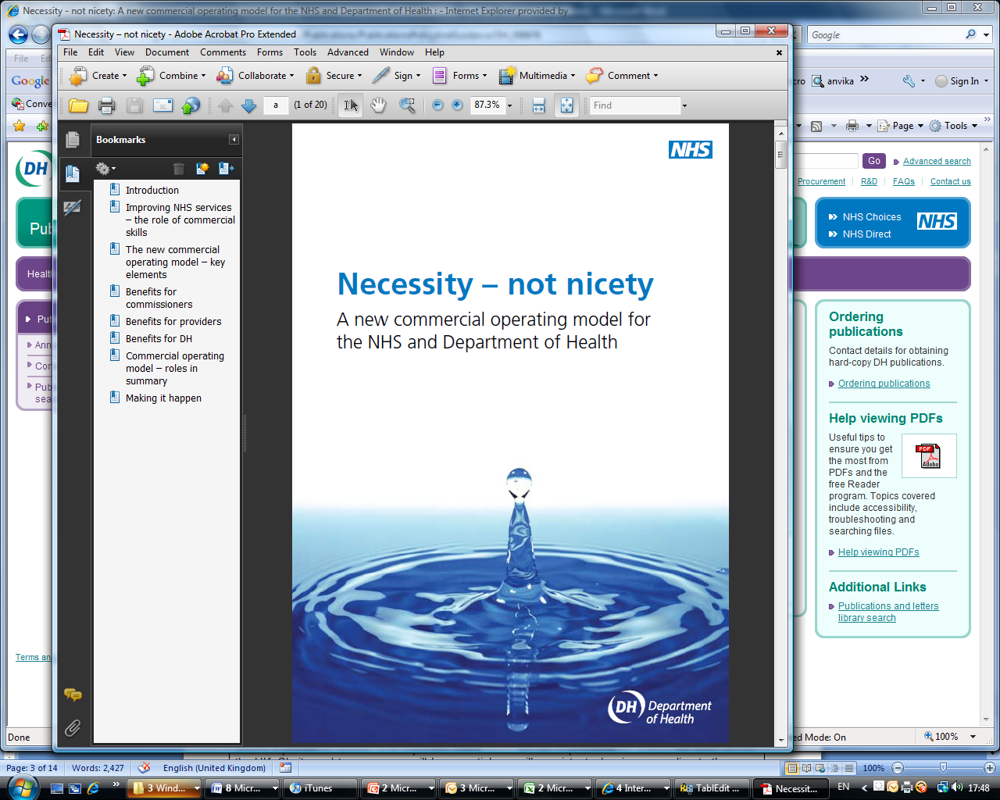 Necessity - not nicety: A new commercial operating model for the NHS and Department of Health : - Internet Explorer provided by
Necessity – not nicety - Adobe Acrobat Pro Extended
Google
File Edit View Document Comments Forms Tools Advanced Window Help
File Ed
Create Combine Collaborate Secure Sign Forms Multimedia Comment
Google
cro anvika Sign In
Conve
a (1 of 20) 87.3% Find
Page Tools
Bookmarks
Introduction
Improving NHS services
– the role of commercial
skills
The new commercial
operating model – key
elements
Benefits for
commissioners
Benefits for providers
Benefits for DH
Commercial operating
model – roles in
summary
Making it happen
NHS
Necessity – not nicety
A new commercial operating model for
the NHS and Department of Health
DH Department
of Health
DH
Pub
Healt
Pu
Ann
Con
Pub
sea
Terms an
Go Advanced search
Procurement R&D FAQs Contact us
NHS Choices
NHS Direct
NHS
Ordering
publications
Contact details for obtaining
hard-copy DH publications.
Ordering publications
Help viewing PDFs
Useful tips to
ensure you get
the most from
PDFs and the
free Reader
program. Topics covered
include accessibility,
troubleshooting and
searching files.
PDF
Adobe
Help viewing PDFs
Additional Links
Publications and letters
library search
Done
ed Mode: On 100%
Page: 3 of 14 Words: 2,427 English (United Kingdom) 100%
3 Wind... 8 Micr... iTunes 2 Micr... 3 Micr... 2 Micr... 4 Inter... TablEdit ... Necessit... EN 17:48